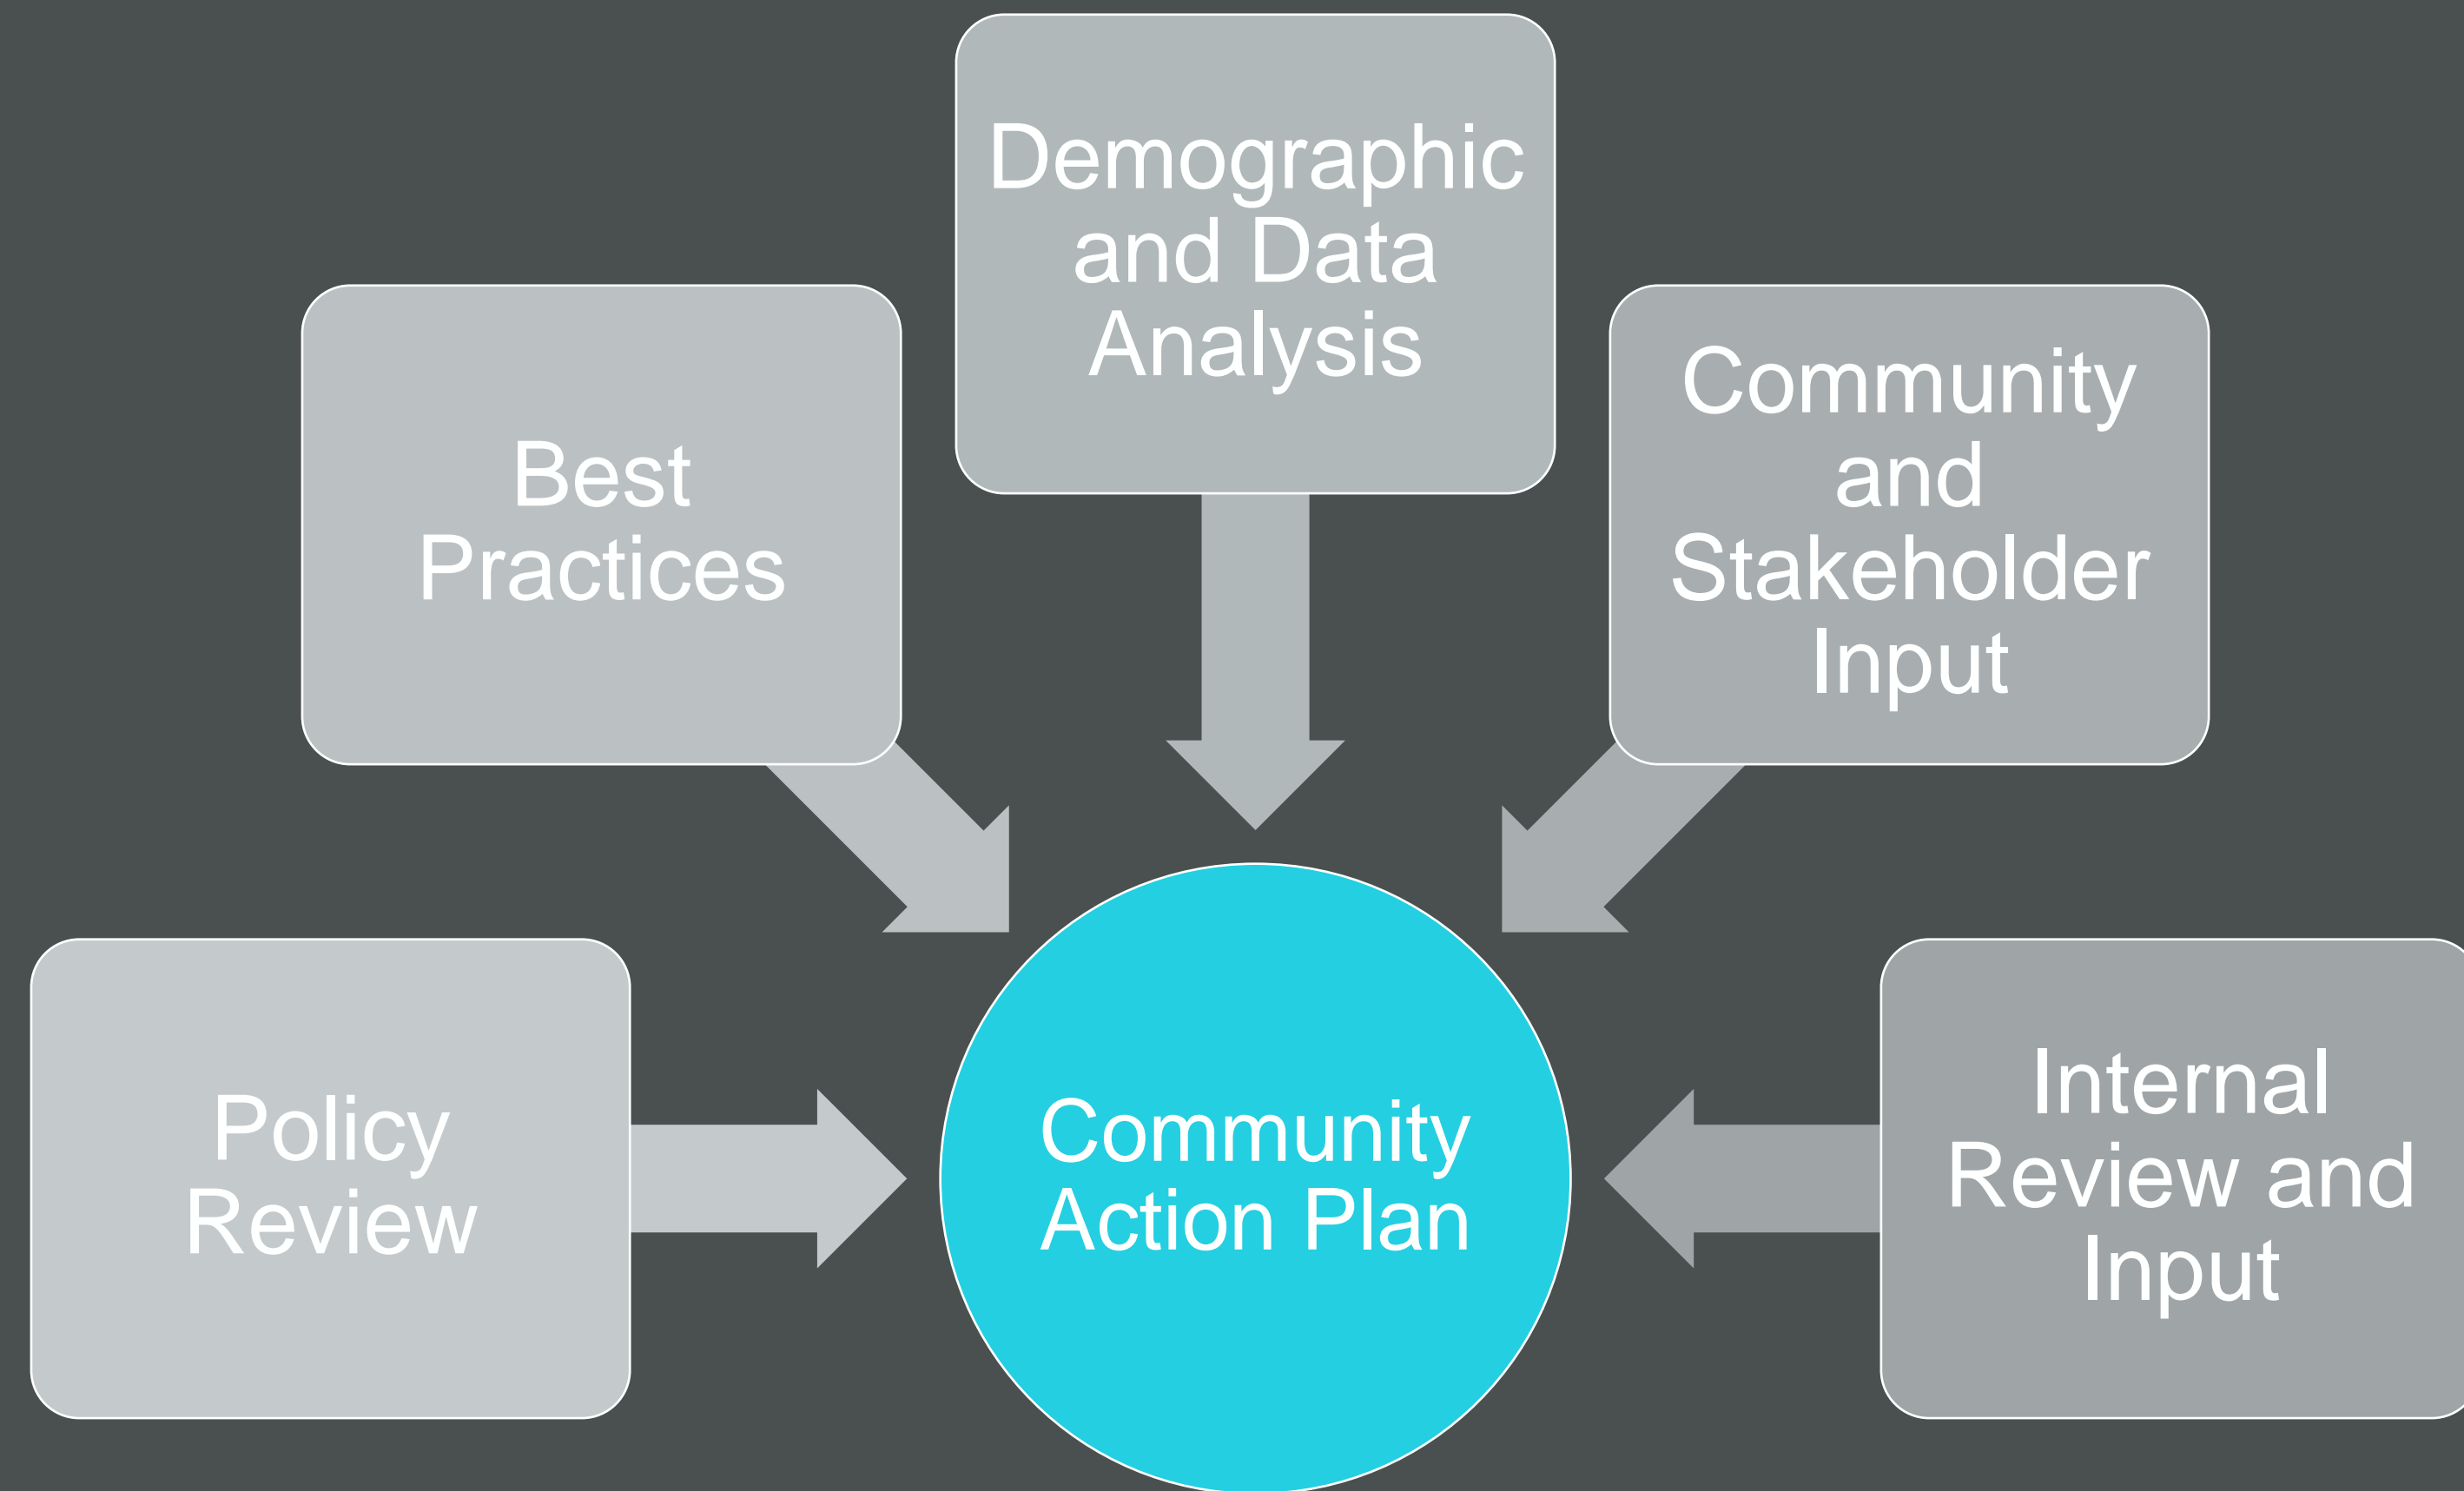 Demographic
and Data
Analysis
Best
Practices
Community
and
Stakeholder
Input
Policy
Review
Community
Action Plan
Internal
Review and
Input